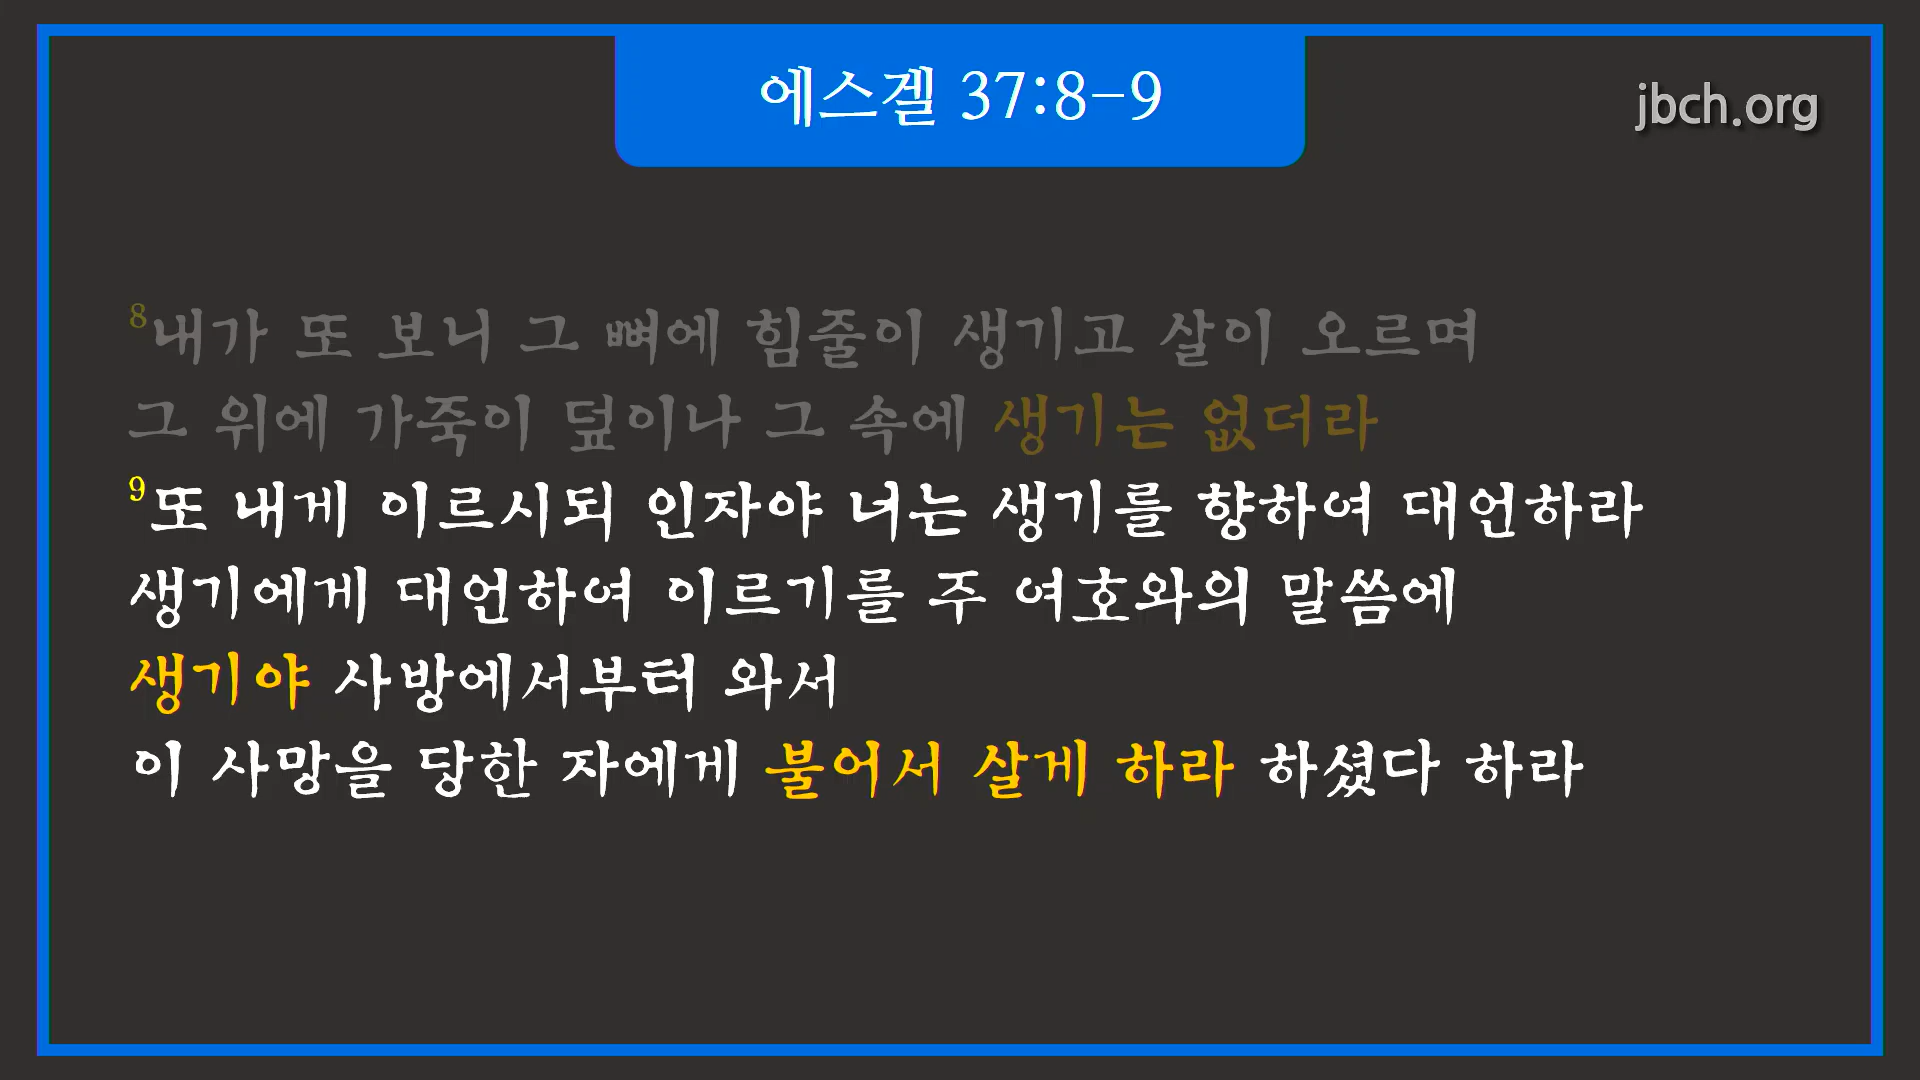 에스겔 37:8-9
jbch.org
8내가 또 보니 그 뼈에 힘줄이 생기고 살이 오르며
그 위에 가죽이 덮이나 그 속에 생기는 없더라
9또 내게 이르시되 인자야 너는 생기를 향하여 대언하라
생기에게 대언하여 이르기를 주 여호와의 말씀에
생기야 사방에서부터 와서
이 사망을 당한 자에게 불어서 살게 하라 하셨다 하라